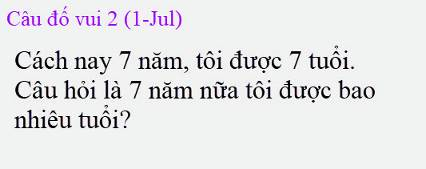 Câu đố vui 2 (1-Jul)
Cách nay 7 năm, tôi được 7 tuổi.
Câu hỏi là 7 năm nữa tôi được bao
nhiêu tuổi?